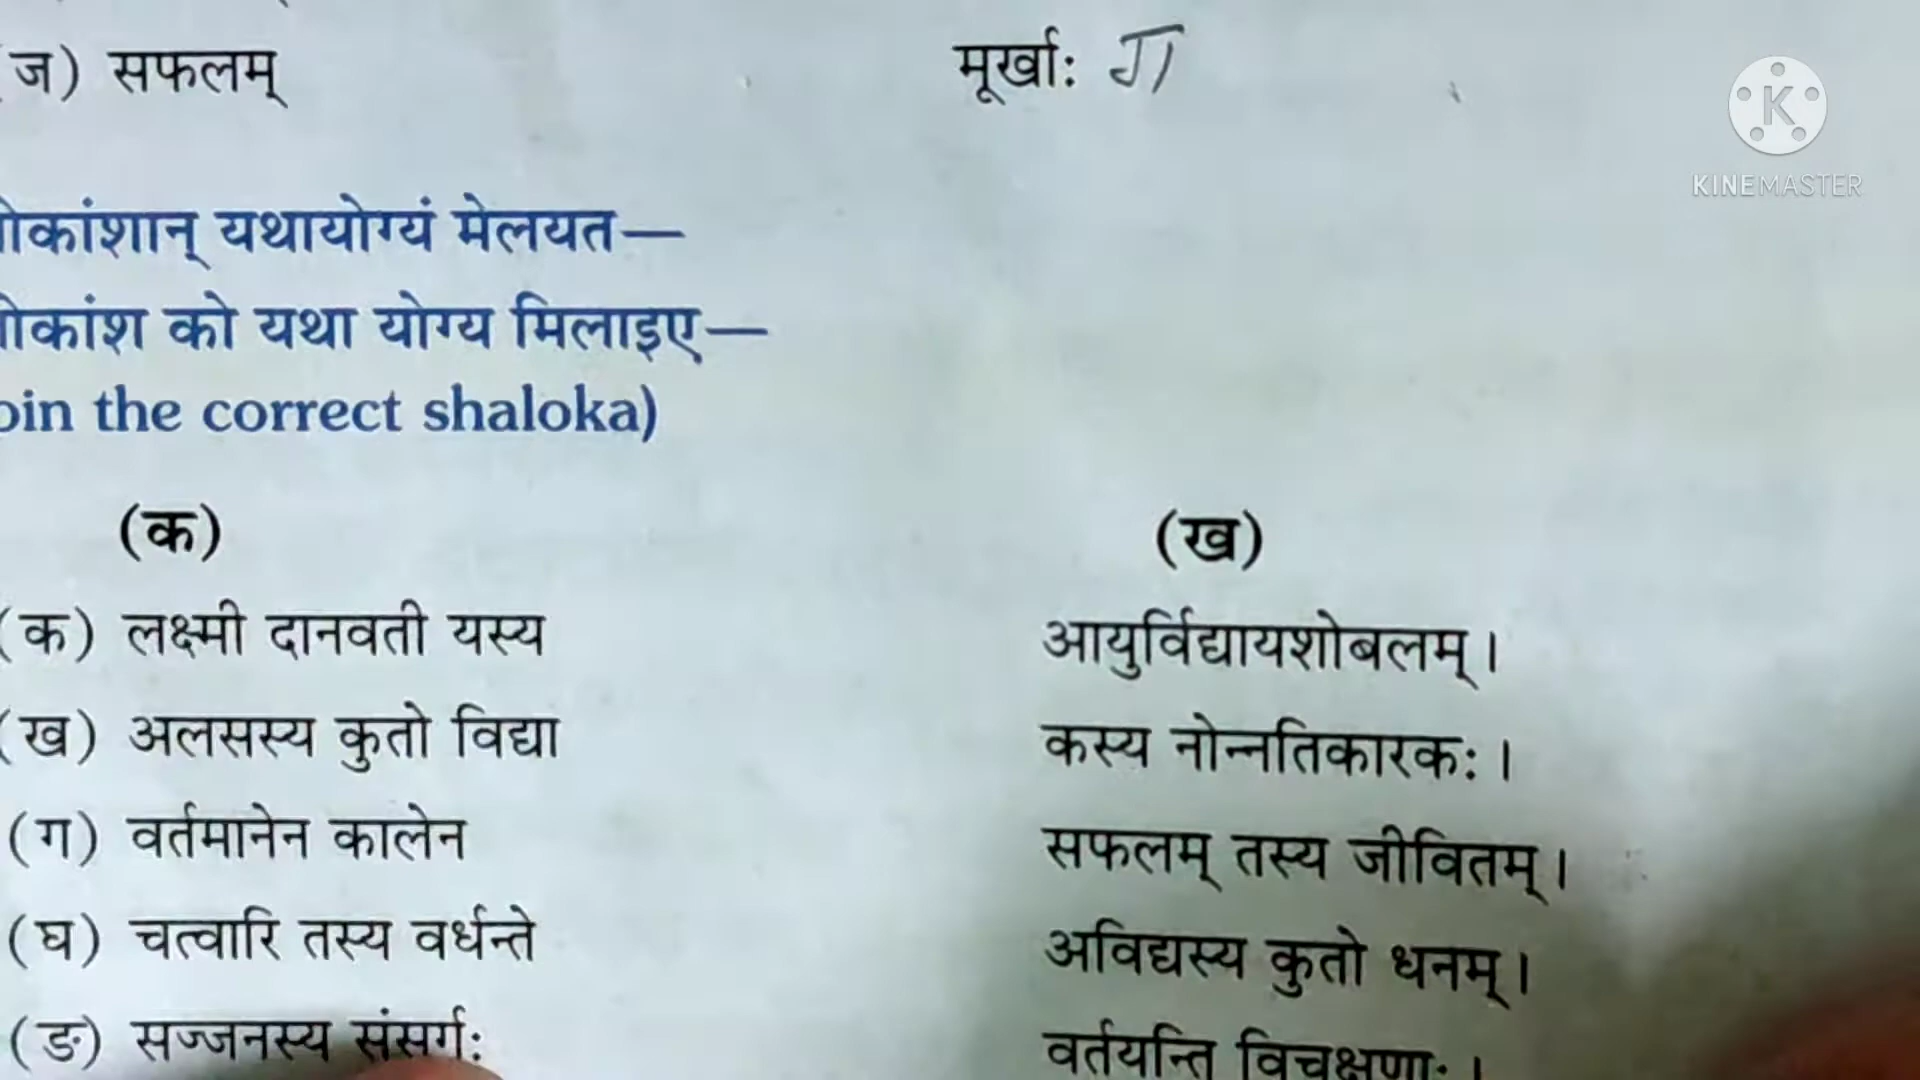 (ज) सफलम् मूर्खाः ग
KINEMASTER
ोकांशान् यथायोग्यं मेलयत—
ोकांश को यथा योग्य मिलाइए—
oin the correct shaloka)
(क) (ख)
(क) लक्ष्मी दानवती यस्य आयुर्विद्यायशोबलम्।
(ख) अलसस्य कुतो विद्या कस्य नोन्नतिकारकः।
(ग) वर्तमानेन कालेन सफलम् तस्य जीवितम्।
(घ) चत्वारि तस्य वर्धन्ते अविद्यस्य कुतो धनम्।
(ङ) सज्जनस्य संसर्गः वर्तयन्ति विचक्षणाः।